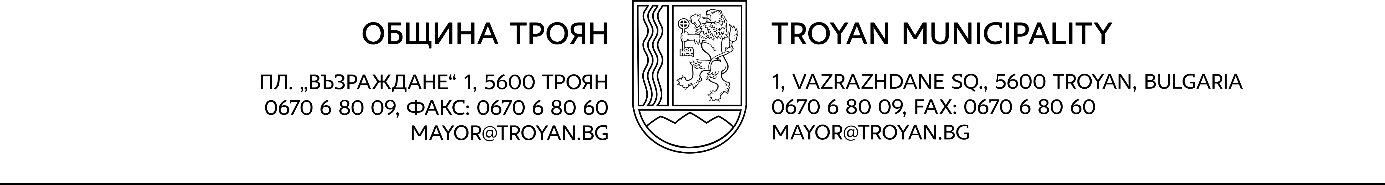 ОБЩИНА ТРОЯН
ПЛ. „ВЪЗРАЖДАНЕ“ 1, 5600 ТРОЯН
0670 6 80 09, ФАКС: 0670 6 80 60
MAYOR@TROYAN.BG
TROYAN MUNICIPALITY
1, VAZRAZHDANE SQ., 5600 TROYAN, BULGARIA
0670 6 80 09, FAX: 0670 6 80 60
MAYOR@TROYAN.BG